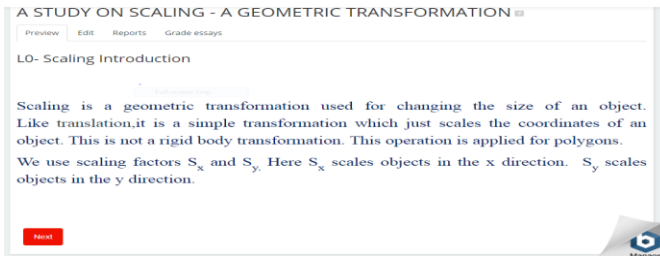 A STUDY ON SCALING - A GEOMETRIC TRANSFORMATION
Preview Edit Reports Grade essays
L0- Scaling Introduction
Scaling is a geometric transformation used for changing the size of an object.
Like translation,it is a simple transformation which just scales the coordinates of an
object. This is not a rigid body transformation. This operation is applied for polygons.
We use scaling factors Sx and Sy. Here Sx scales objects in the x direction. Sy scales
objects in the y direction.
Next